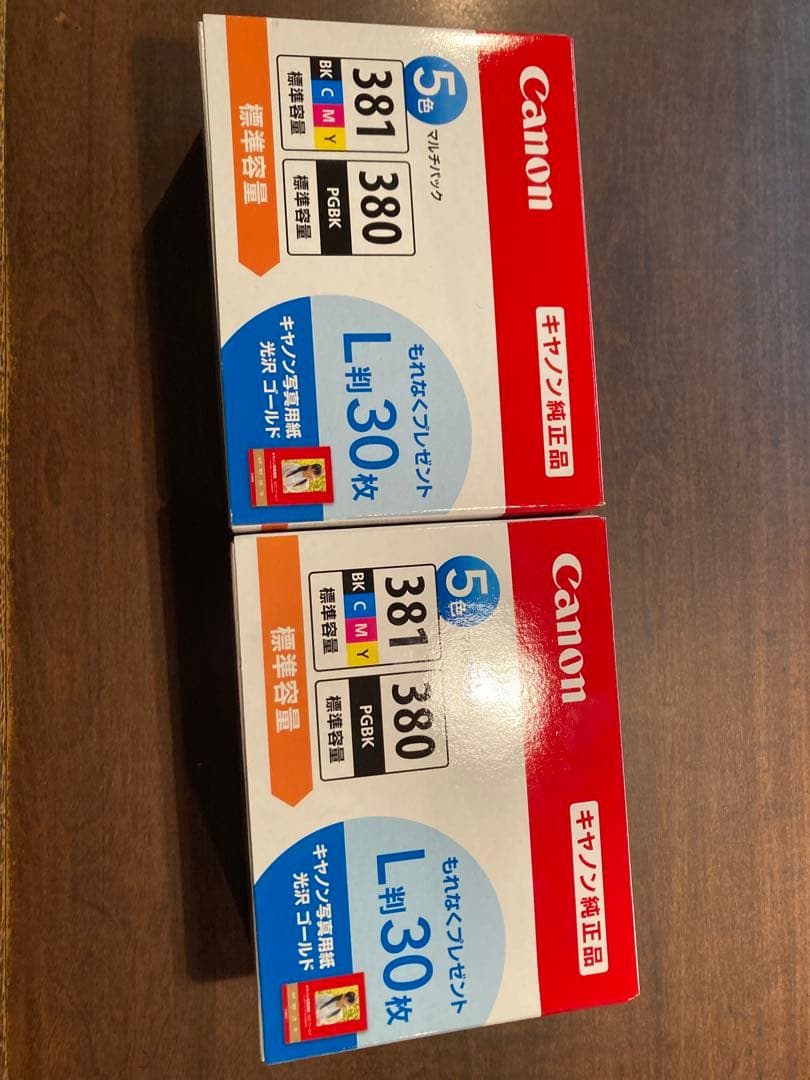 Canon
キヤノン純正品
5色
マルチパック
381
BK C M Y
標準容量
380
PGBK
標準容量
標準容量
もれなくプレゼント
L判30枚
キヤノン写真用紙
光沢 ゴールド
Canon
キヤノン純正品
5色
381
BK C M Y
標準容量
380
PGBK
標準容量
標準容量
もれなくプレゼント
L判30枚
キヤノン写真用紙
光沢 ゴールド